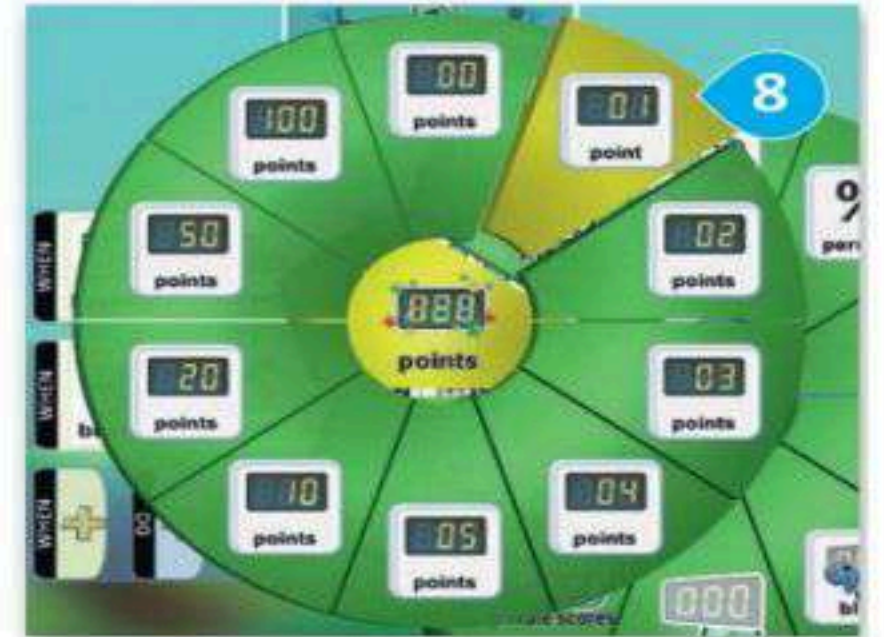 00
points
01
point
8
100
points
50
points
02
points
888
points
20
points
03
points
10
points
04
points
05
points
000
WHEN
WHEN
WHEN
DO
%